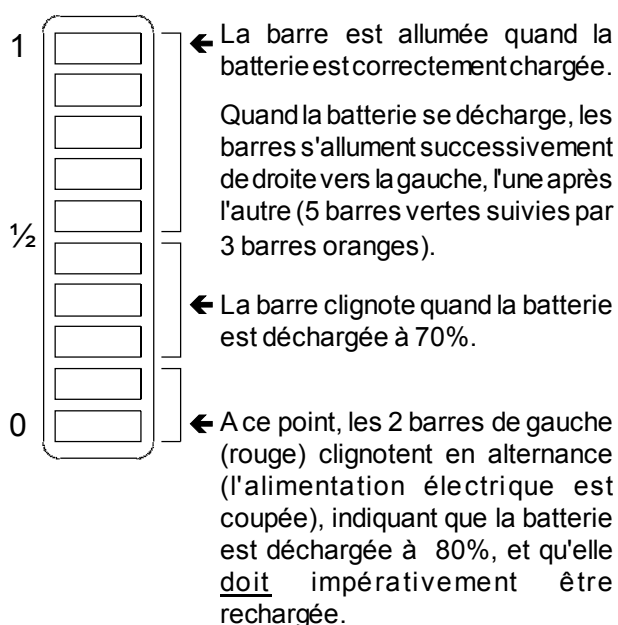 1
La barre est allumée quand la
batterie est correctement chargée.
Quand la batterie se décharge, les
barres s'allument successivement
de droite vers la gauche, l'une après
l'autre (5 barres vertes suivies par
½
3 barres oranges).
La barre clignote quand la batterie
est déchargée à 70%.
0
A ce point, les 2 barres de gauche
(rouge) clignotent en alternance
(l'alimentation électrique est
coupée), indiquant que la batterie
est déchargée à 80%, et qu'elle
doit impérativement être
rechargée.